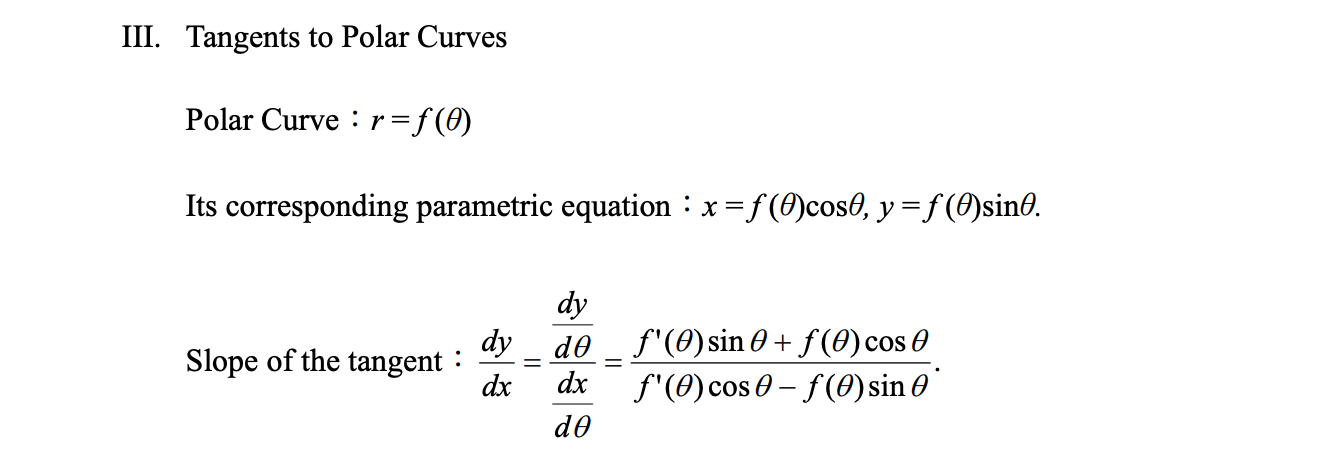 III. Tangents to Polar Curves
Polar Curve：r = f(θ)
Its corresponding parametric equation：x = f(θ)cosθ, y = f(θ)sinθ.
Slope of the tangent： dy/dx = (dy/dθ)/(dx/dθ) = (f'(θ) sin θ + f(θ) cos θ)/(f'(θ) cos θ − f(θ) sin θ).